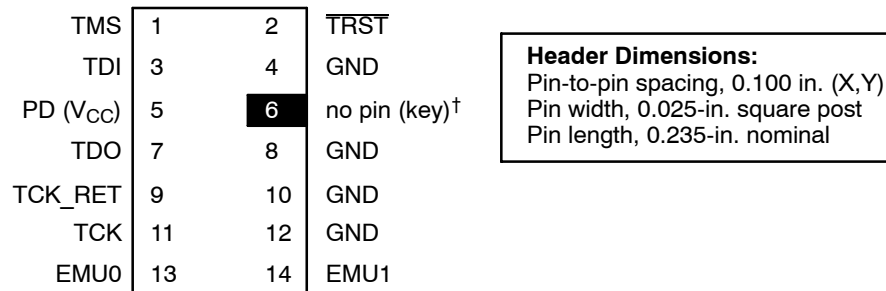 TMS 1 2 TRST
TDI 3 4 GND
PD (VCC) 5 6 no pin (key)†
TDO 7 8 GND
TCK_RET 9 10 GND
TCK 11 12 GND
EMU0 13 14 EMU1
Header Dimensions:
Pin-to-pin spacing, 0.100 in. (X,Y)
Pin width, 0.025-in. square post
Pin length, 0.235-in. nominal